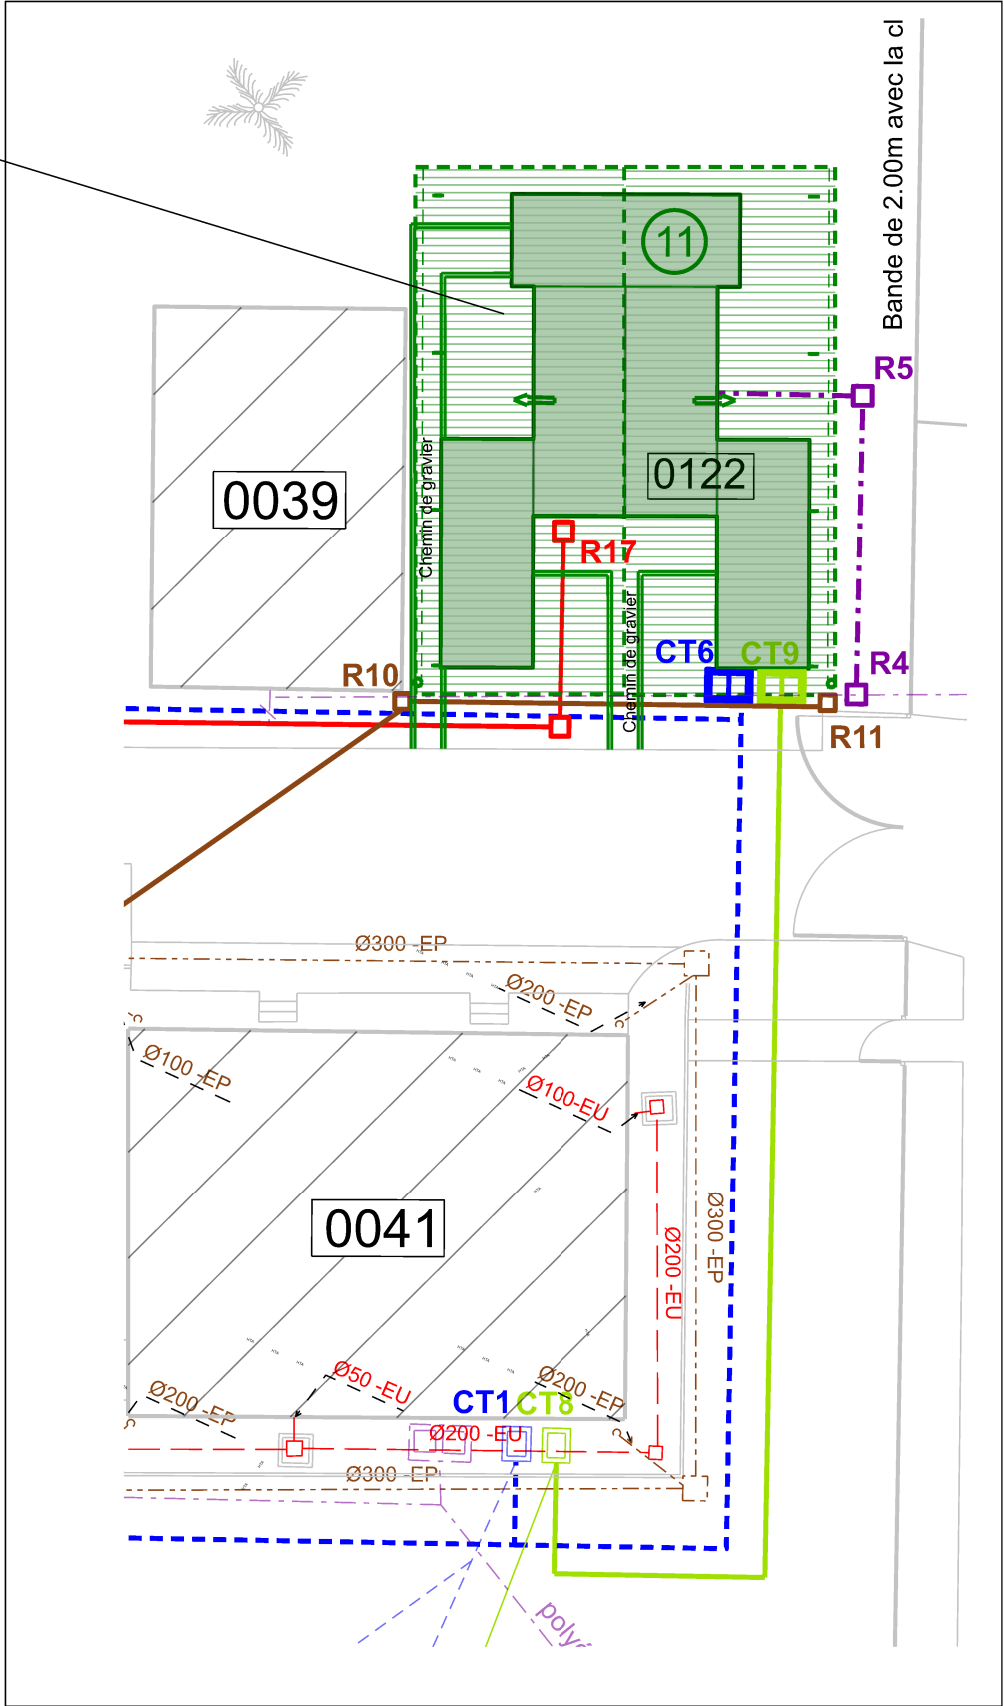 Bande de 2.00m avec la cl
11
R5
0122
0039
Chemin de gravier
R17
Chemin de gravier
CT6
CT9
R10
R4
R11
Ø300 -EP
Ø200 -EP
Ø100 -EP
Ø100-EU
Ø300 -EP
Ø200 -EU
0041
Ø50 -EU
Ø200 -EP
Ø200 -EP
CT1
CT8
Ø200 -EU
Ø300 -EP